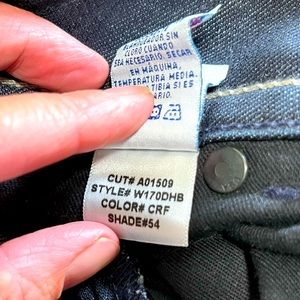 BLANQUEADOR SIN
CLORO CUANDO
SEA NECESARIO. SECAR
EN MÁQUINA,
TEMPERATURA MEDIA.
TIBIA SI ES
CUT# A01509
STYLE# W170DHB
COLOR# CRF
SHADE#54